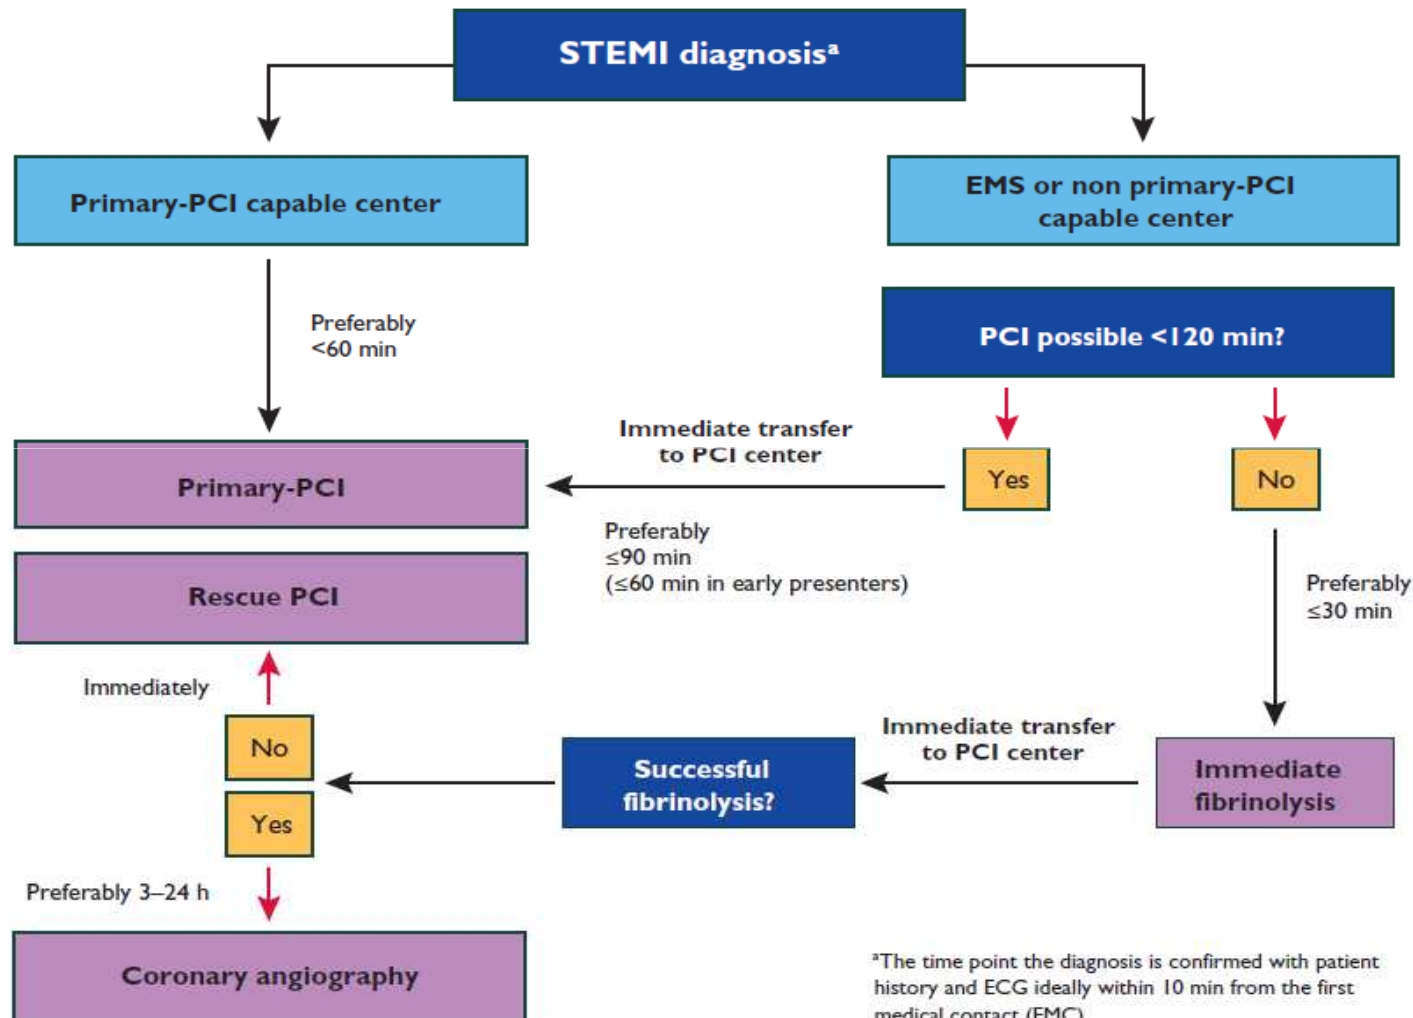 STEMI diagnosisᵃ
Primary-PCI capable center
EMS or non primary-PCI
capable center
Preferably
<60 min
PCI possible <120 min?
Immediate transfer
to PCI center
Yes
No
Primary-PCI
Preferably
≤90 min
(≤60 min in early presenters)
Preferably
≤30 min
Rescue PCI
Immediately
No
Yes
Successful
fibrinolysis?
Immediate transfer
to PCI center
Immediate
fibrinolysis
Preferably 3–24 h
Coronary angiography
ᵃThe time point the diagnosis is confirmed with patient
history and ECG ideally within 10 min from the first
medical contact (FMC)